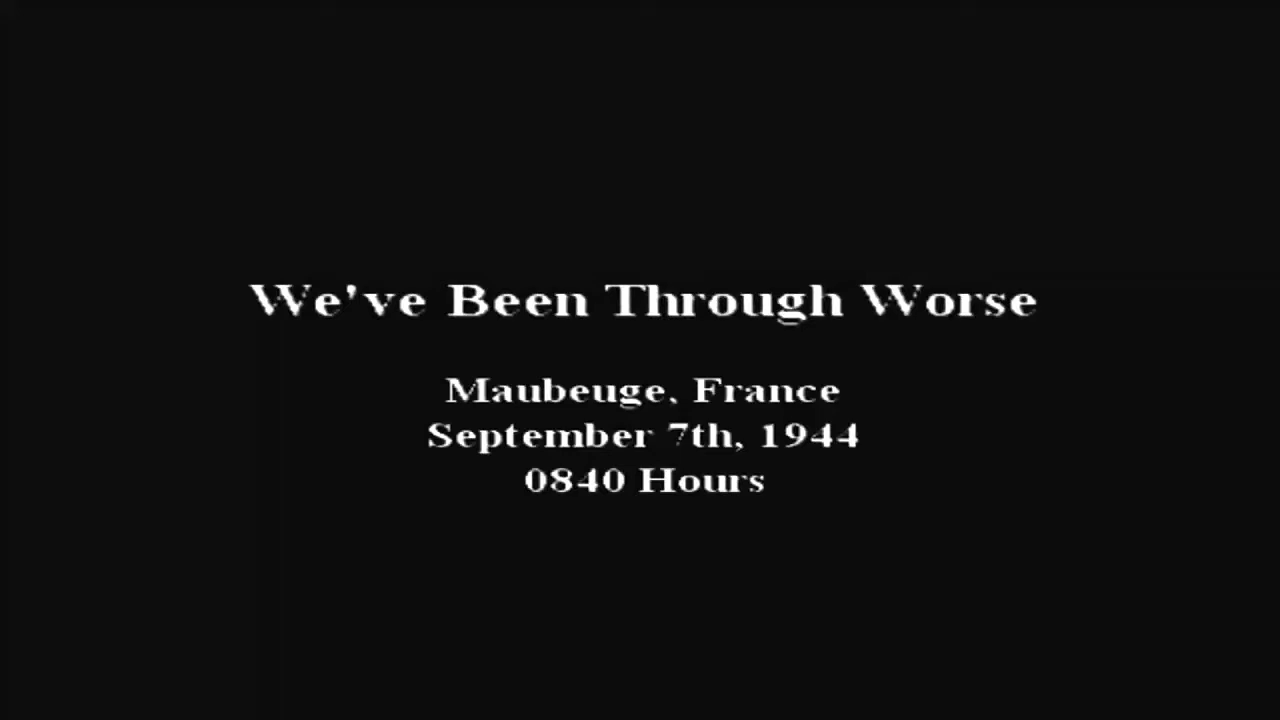 We've Been Through Worse
Maubeuge, France
September 7th, 1944
0840 Hours